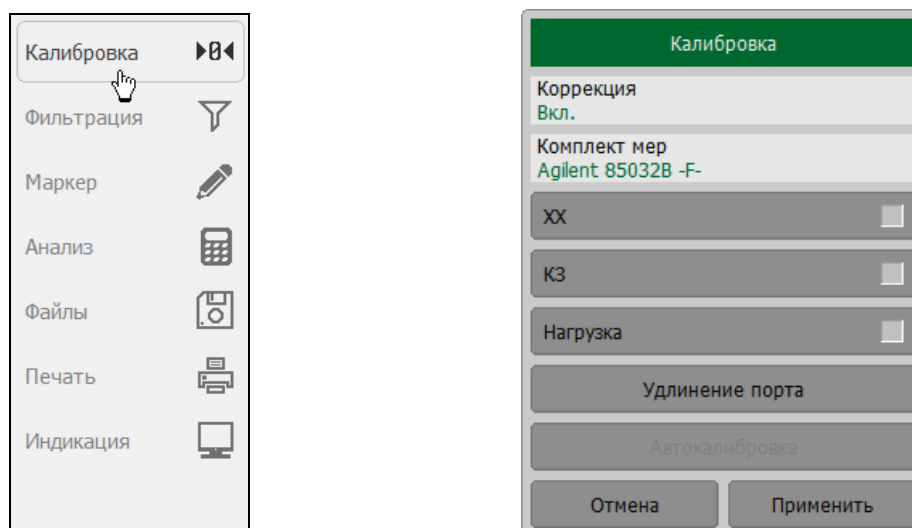 Калибровка
Фильтрация
Маркер
Анализ
Файлы
Печать
Индикация
Калибровка
Коррекция
Вкл.
Комплект мер
Agilent 85032B -F-
ХХ
КЗ
Нагрузка
Удлинение порта
Автокалибровка
Отмена Применить